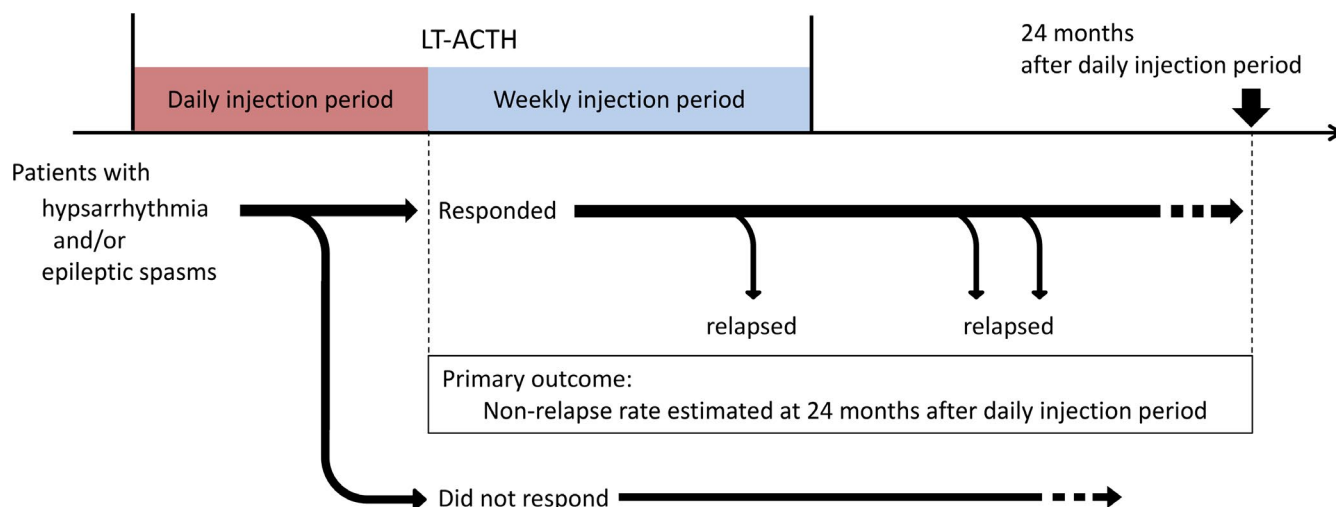 LT-ACTH
Daily injection period
Weekly injection period
24 months
after daily injection period
Patients with
hypsarrhythmia
and/or
epileptic spasms
Responded
relapsed
relapsed
Primary outcome:
Non-relapse rate estimated at 24 months after daily injection period
Did not respond